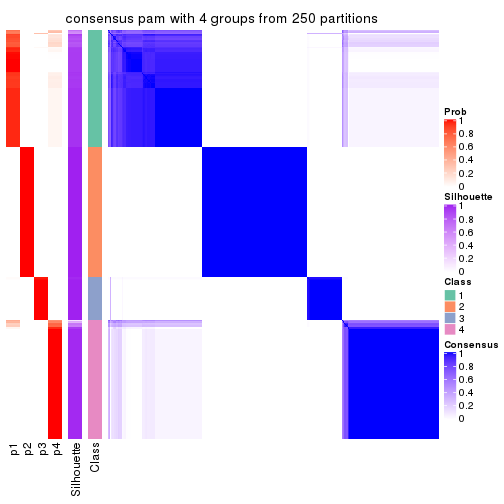 consensus pam with 4 groups from 250 partitions
Prob
1
0.8
0.6
0.4
0.2
0
Silhouette
1
0.8
0.6
0.4
0.2
0
Class
1
2
3
4
Consensus
1
0.8
0.6
0.4
0.2
0
p1
p2
p3
p4
Silhouette
Class